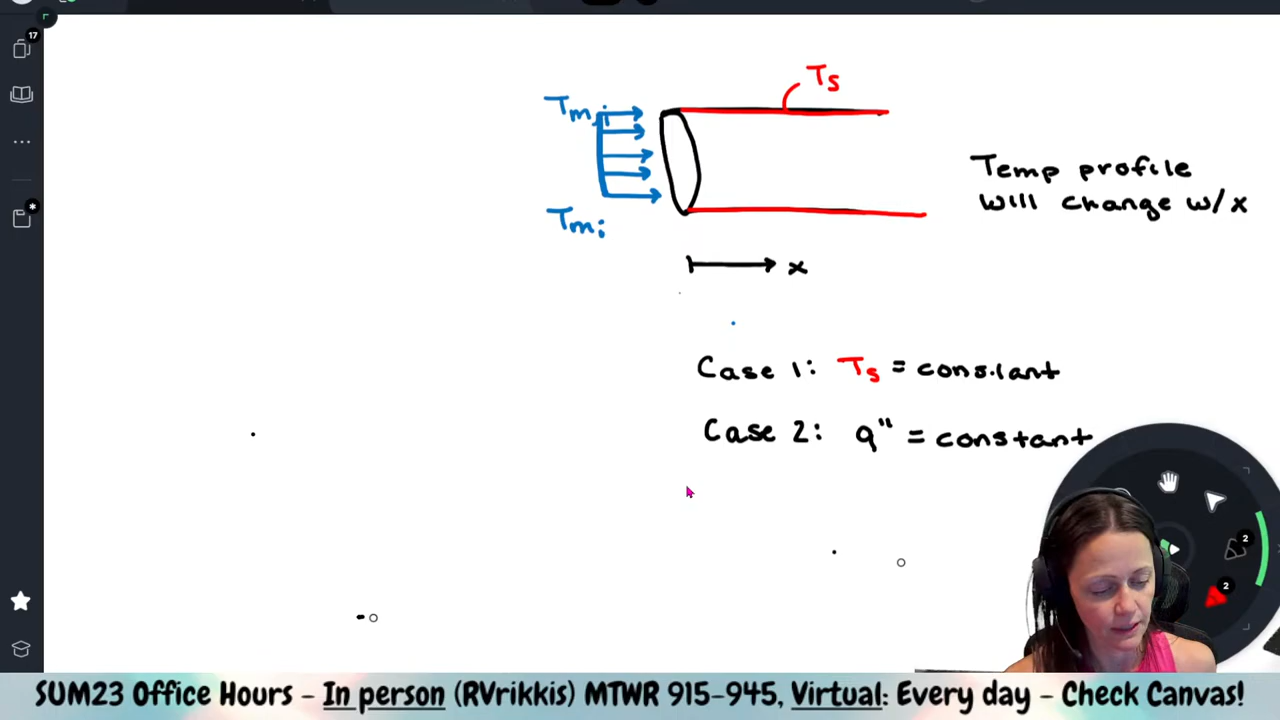 17
Ts
Tm,i
Temp profile
will change w/x
Tmi
x
Case 1: Ts = constant
Case 2: q" = constant
2
2
SUM23 Office Hours - In person (RVrikkis) MTWR 915-945, Virtual: Every day - Check Canvas!